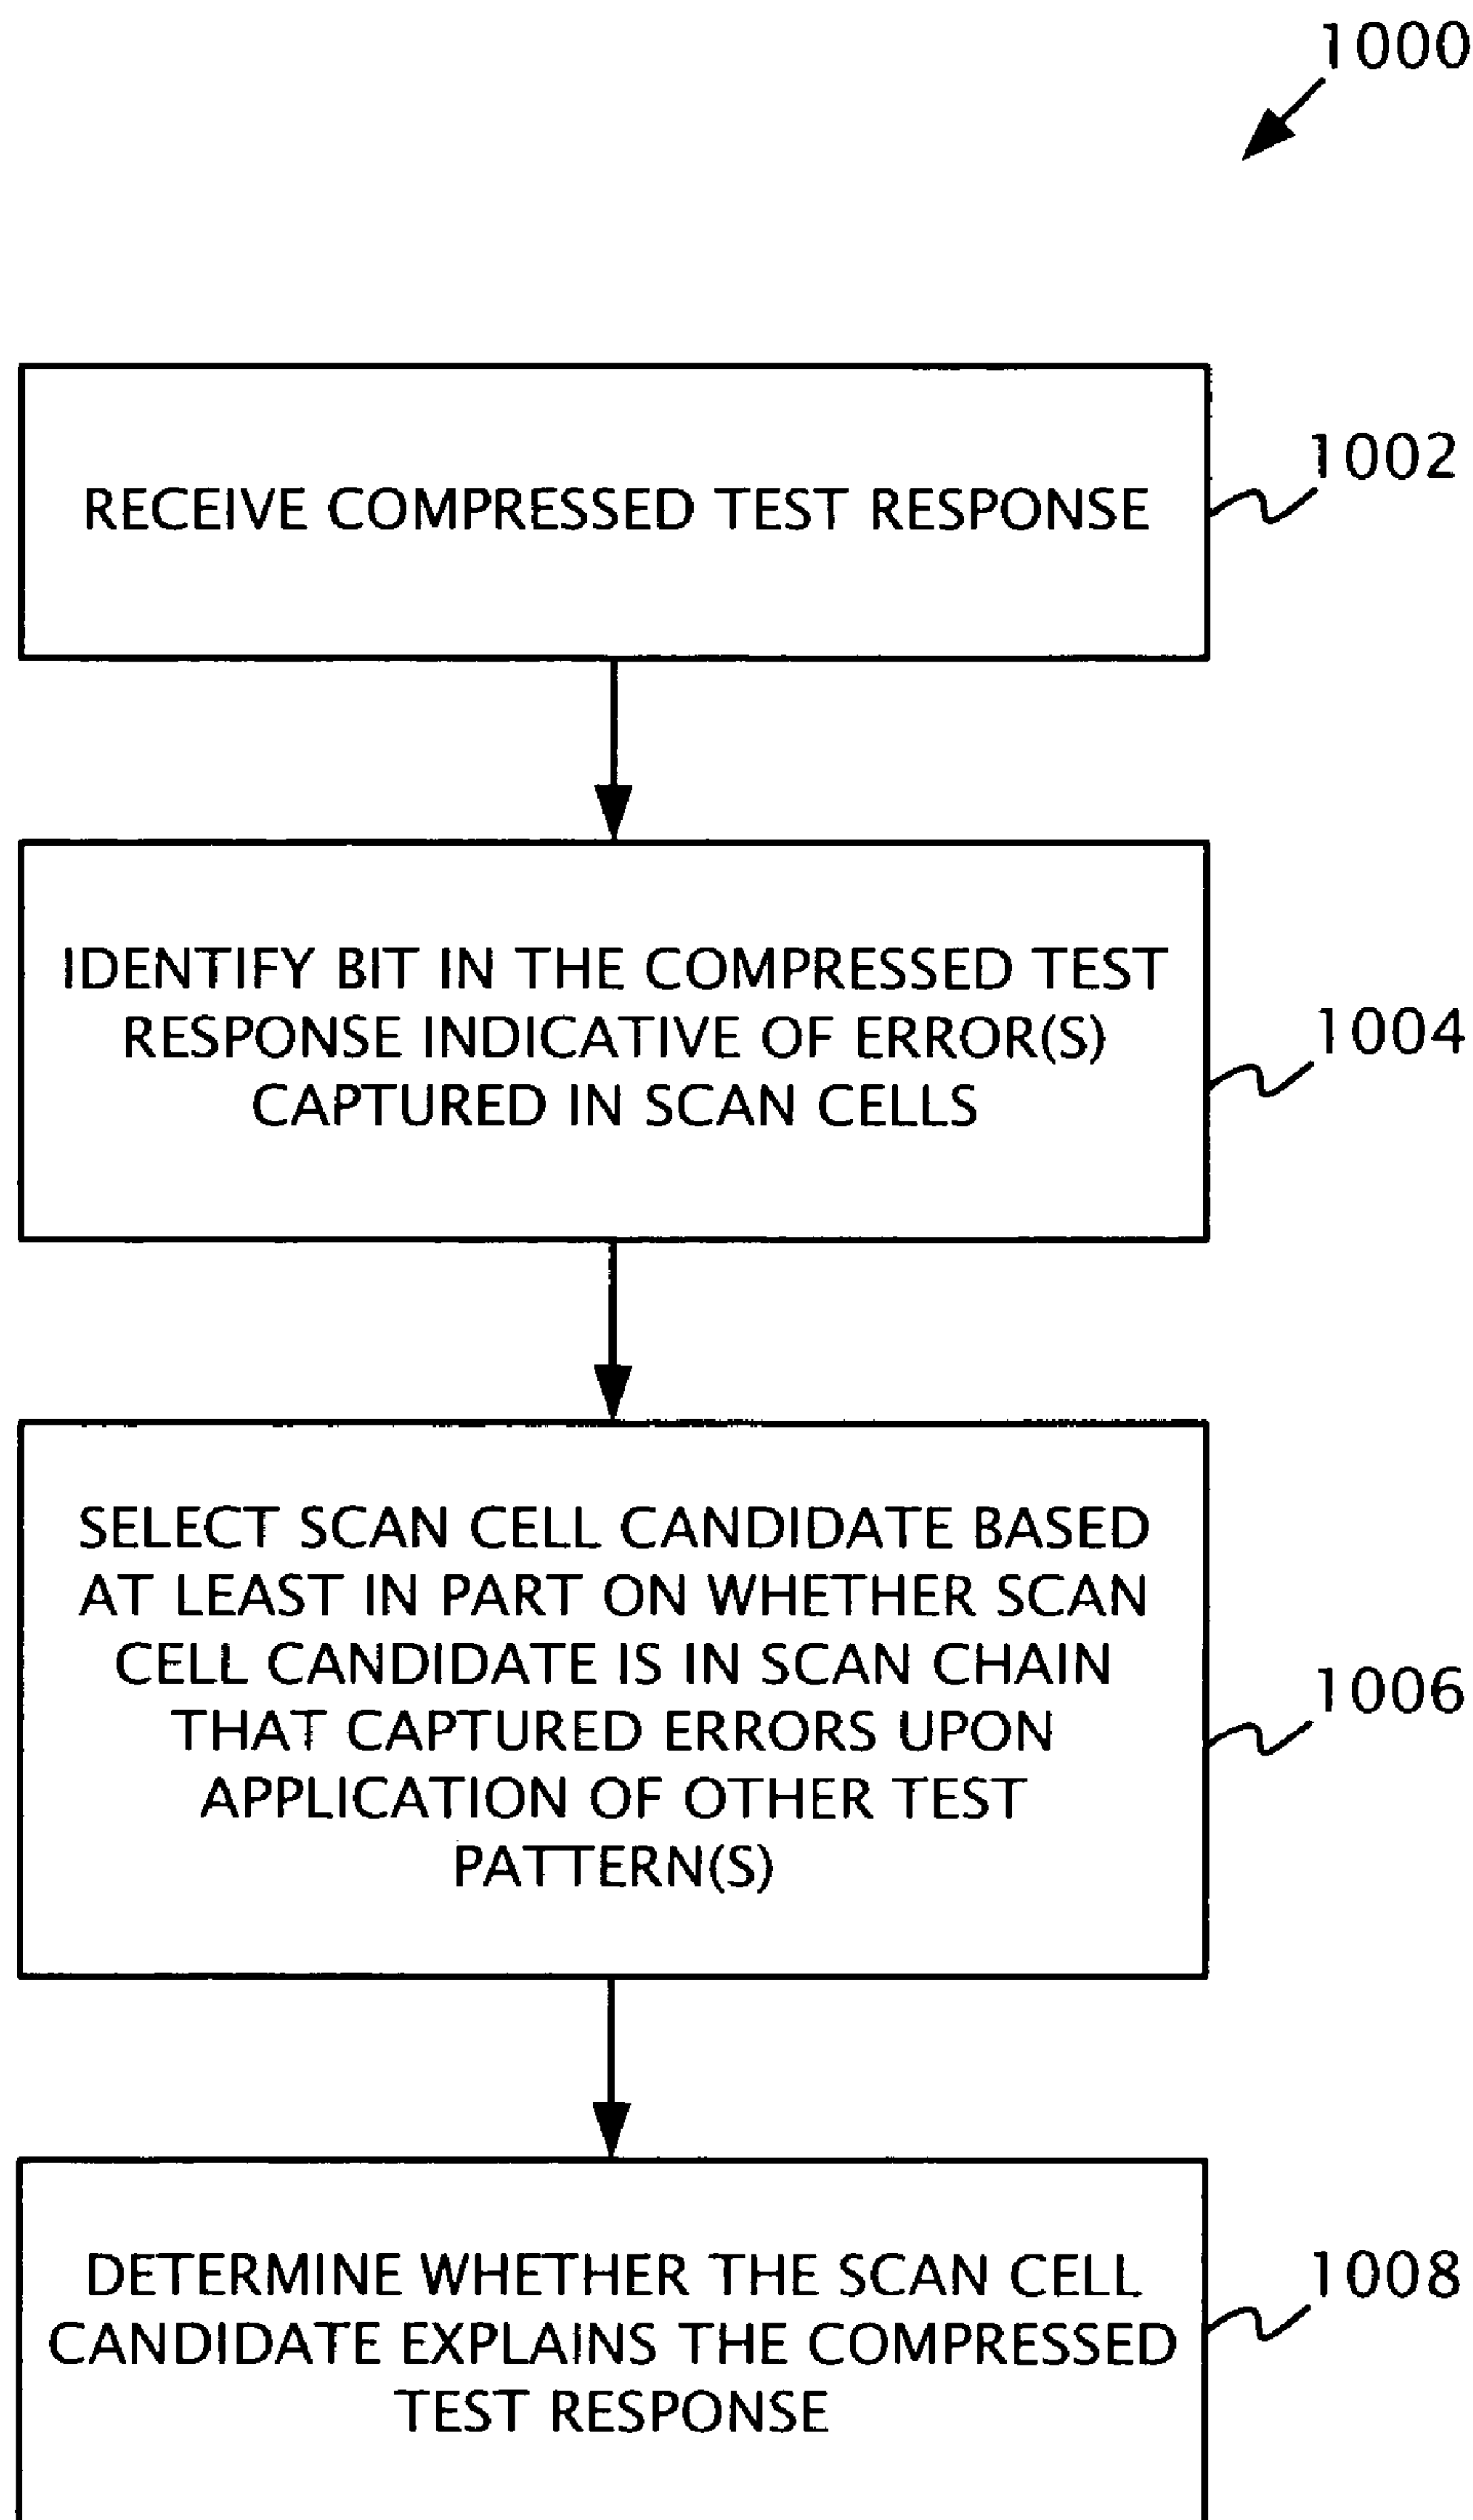 1000
RECEIVE COMPRESSED TEST RESPONSE
1002
IDENTIFY BIT IN THE COMPRESSED TEST
RESPONSE INDICATIVE OF ERROR(S)
CAPTURED IN SCAN CELLS
1004
SELECT SCAN CELL CANDIDATE BASED
AT LEAST IN PART ON WHETHER SCAN
CELL CANDIDATE IS IN SCAN CHAIN
THAT CAPTURED ERRORS UPON
APPLICATION OF OTHER TEST
PATTERN(S)
1006
DETERMINE WHETHER THE SCAN CELL
CANDIDATE EXPLAINS THE COMPRESSED
TEST RESPONSE
1008